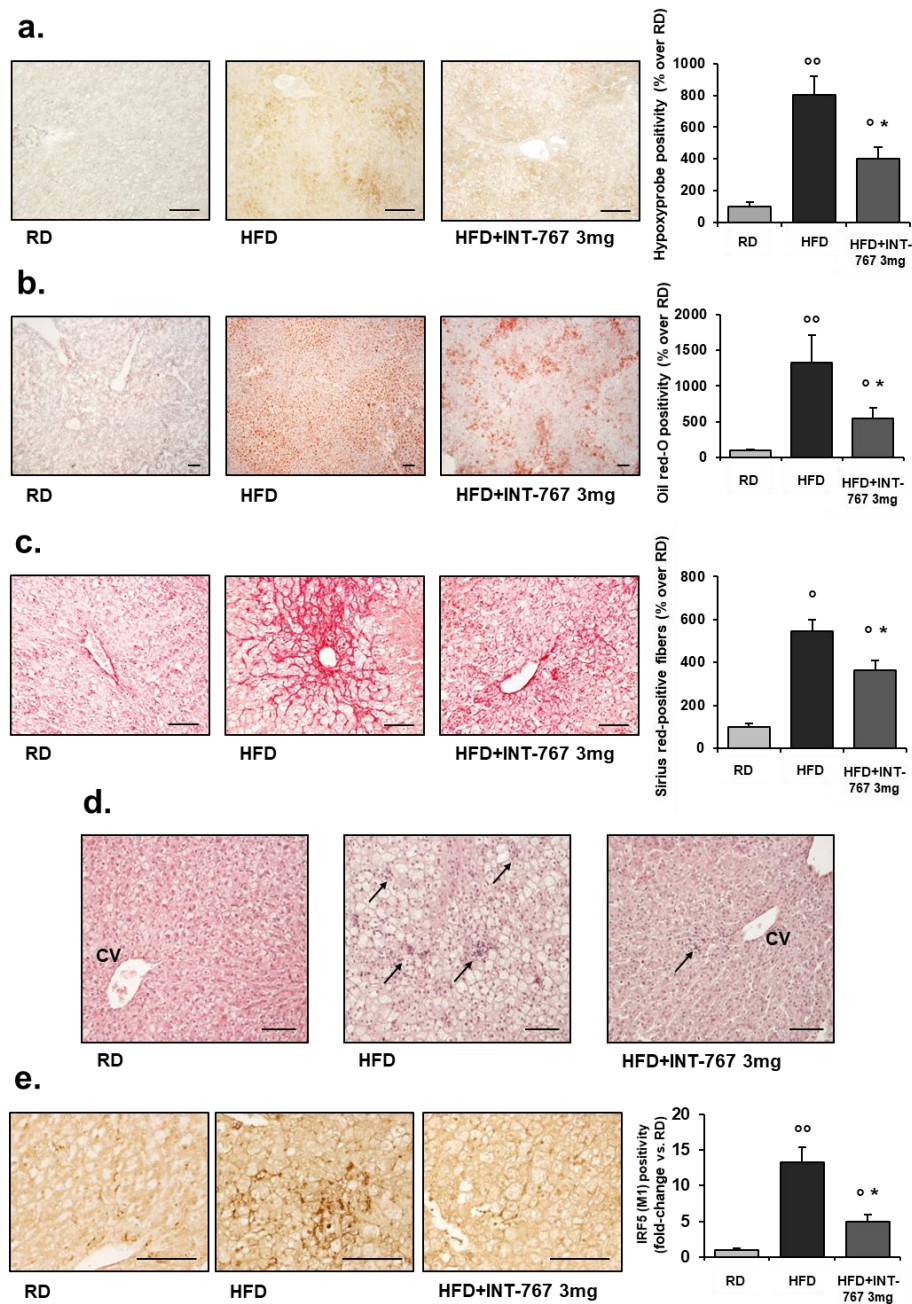 a.
RD
HFD
HFD+INT-767 3mg
Hypoxyprobe positivity (% over RD)
1000
800
600
400
200
0
°°
° *
RD
HFD
HFD+INT-
767 3mg
b.
RD
HFD
HFD+INT-767 3mg
Oil red-O positivity (% over RD)
2000
1500
1000
500
0
°°
° *
RD
HFD
HFD+INT-
767 3mg
c.
RD
HFD
HFD+INT-767 3mg
Sirius red-positive fibers (% over RD)
800
600
400
200
0
°
° *
RD
HFD
HFD+INT-
767 3mg
d.
CV
RD
HFD
CV
HFD+INT-767 3mg
e.
RD
HFD
HFD+INT-767 3mg
IRF5 (M1) positivity
(fold-change vs. RD)
20
15
10
5
0
°°
° *
RD
HFD
HFD+INT-
767 3mg